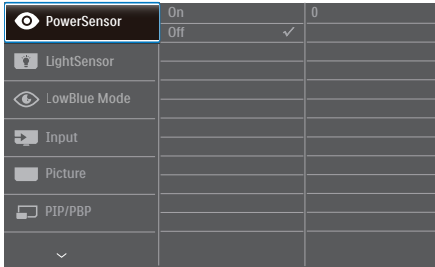 PowerSensor
On
0
Off
LightSensor
LowBlue Mode
Input
Picture
PIP/PBP